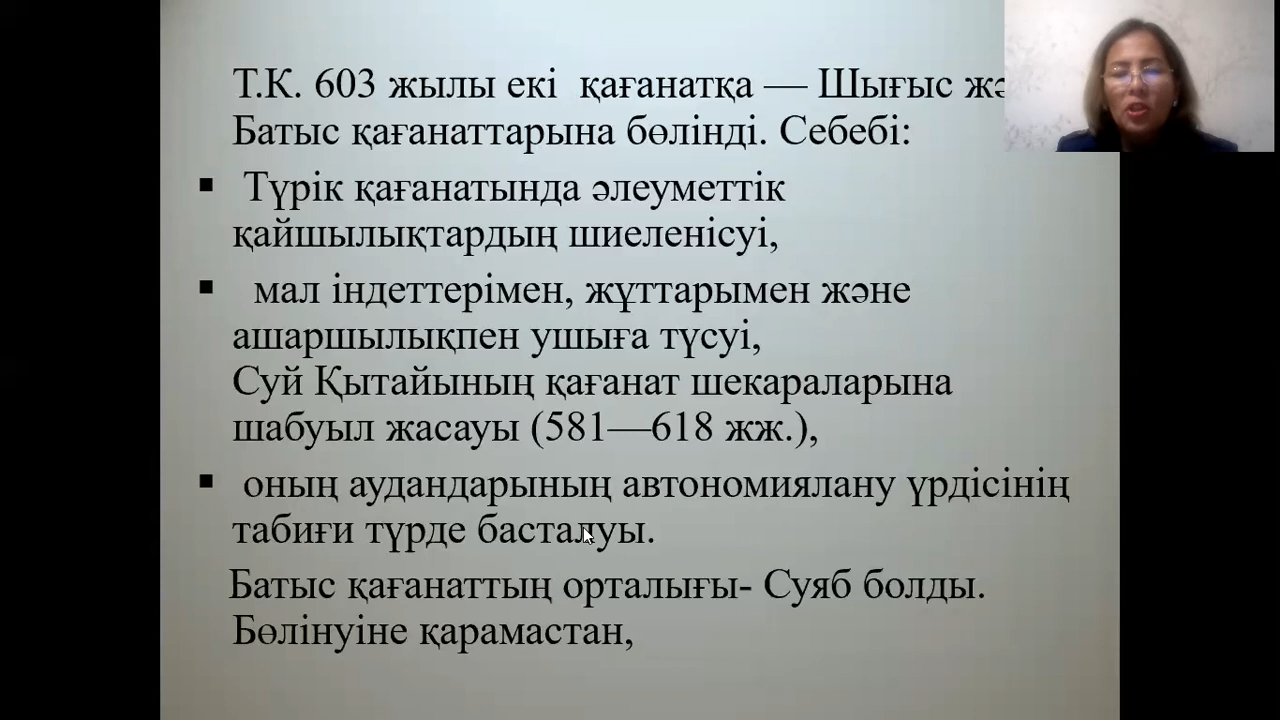 Т.К. 603 жылы екі қағанатқа — Шығыс
Батыс қағанаттарына бөлінді. Себебі:
▪ Түрік қағанатында әлеуметтік
қайшылықтардың шиеленісуі,
▪ мал індеттерімен, жұттарымен және
ашаршылықпен ушыға түсуі,
Суй Қытайының қағанат шекараларына
шабуыл жасауы (581—618 жж.),
▪ оның аудандарының автономиялану үрдісінің
табиғи түрде басталуы.
Батыс қағанаттың орталығы- Суяб болды.
Бөлінуіне қарамастан,